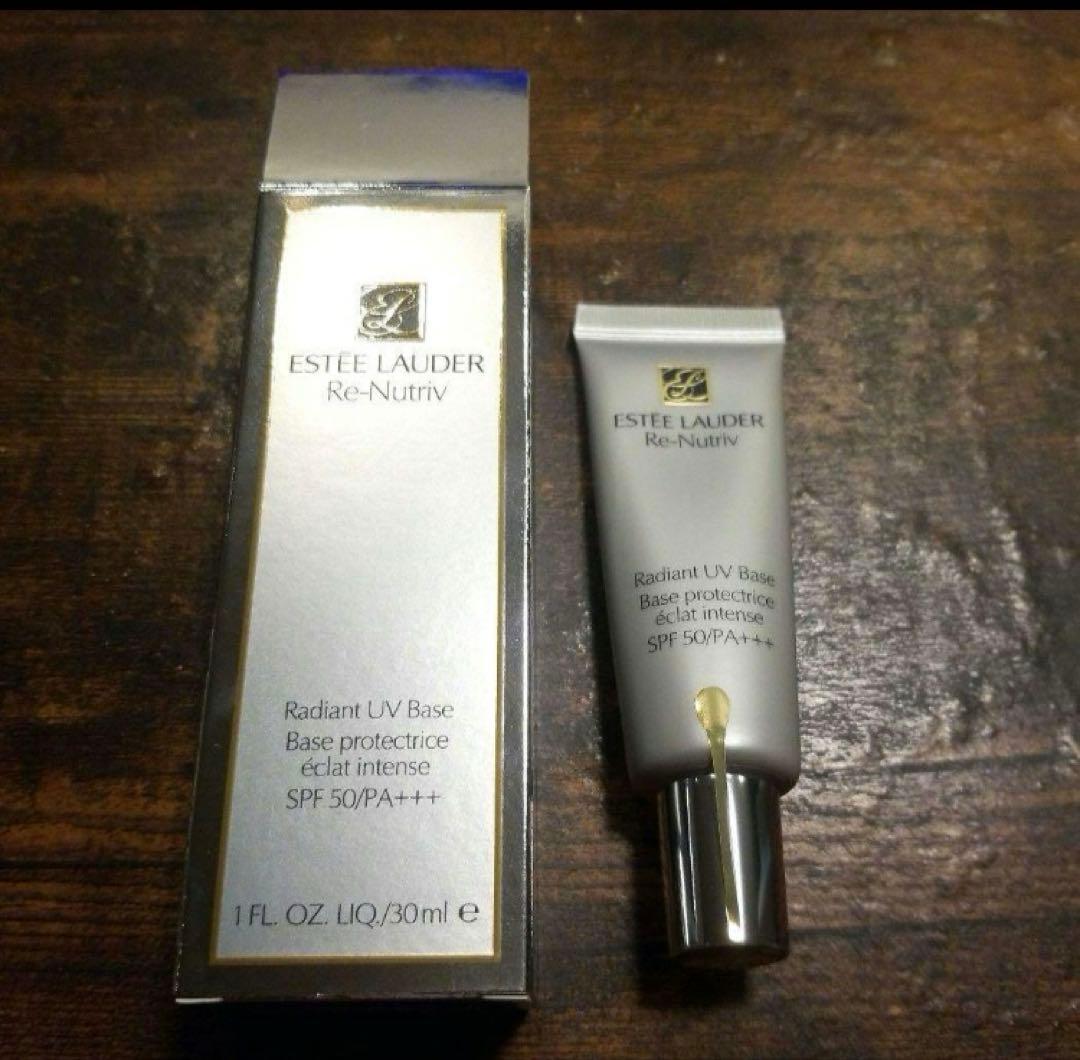 ESTĒE LAUDER
Re-Nutriv
Radiant UV Base
Base protectrice
éclat intense
SPF 50/PA+++
1 FL. OZ. LIQ./30ml ℮
ESTĒE LAUDER
Re-Nutriv
Radiant UV Base
Base protectrice
éclat intense
SPF 50/PA+++